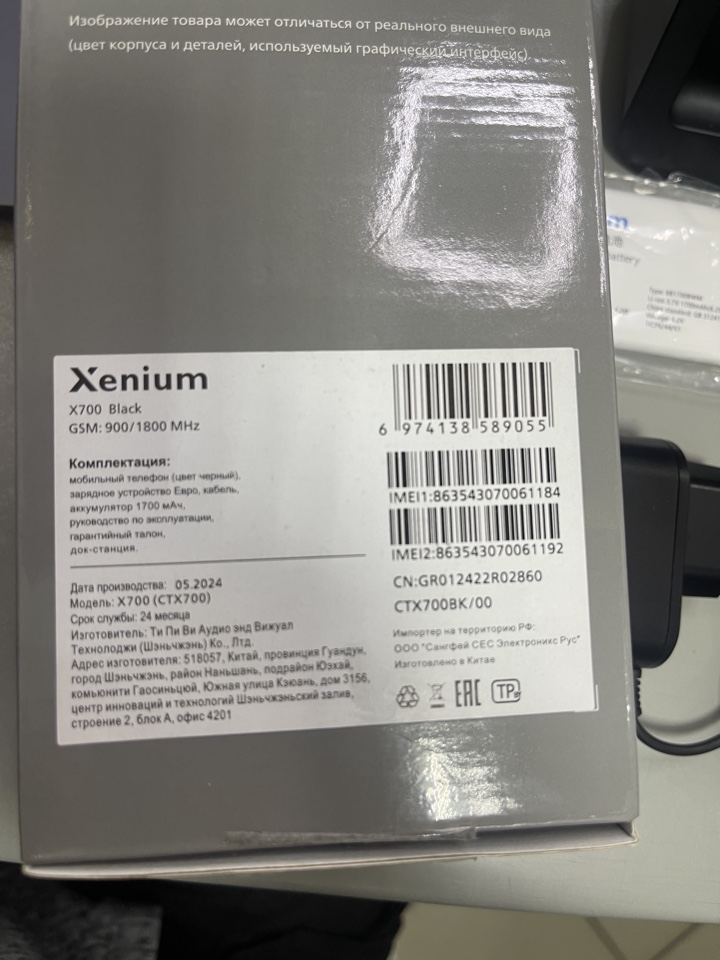 Изображение товара может отличаться от реального внешнего вида
(цвет корпуса и деталей, используемый графический интерфейс).
Xenium
X700 Black
GSM: 900/1800 MHz
Комплектация:
мобильный телефон (цвет черный),
зарядное устройство Евро, кабель,
аккумулятор 1700 мАч,
руководство по эксплуатации,
гарантийный талон,
док-станция.
Дата производства: 05.2024
Модель: X700 (CTX700)
Срок службы: 24 месяца
Изготовитель: Ти Пи Ви Аудио энд Вижуал
Технолоджи (Шэньчжэнь) Ко., Лтд.
Адрес изготовителя: 518057, Китай, провинция Гуандун,
город Шэньчжэнь, район Наньшань, подрайон Юэхай,
комьюнити Гаосиньцюй, Южная улица Кэюань, дом 3156,
центр инноваций и технологий Шэньчжэньский залив,
строение 2, блок А, офис 4201
6 974138 589055
IMEI1:863543070061184
IMEI2:863543070061192
CN:GR012422R02860
CTX700BK/00
Импортер на территорию РФ:
ООО "Сангфей СЕС Электроникс Рус"
Изготовлено в Китае
EAC
TP
battery